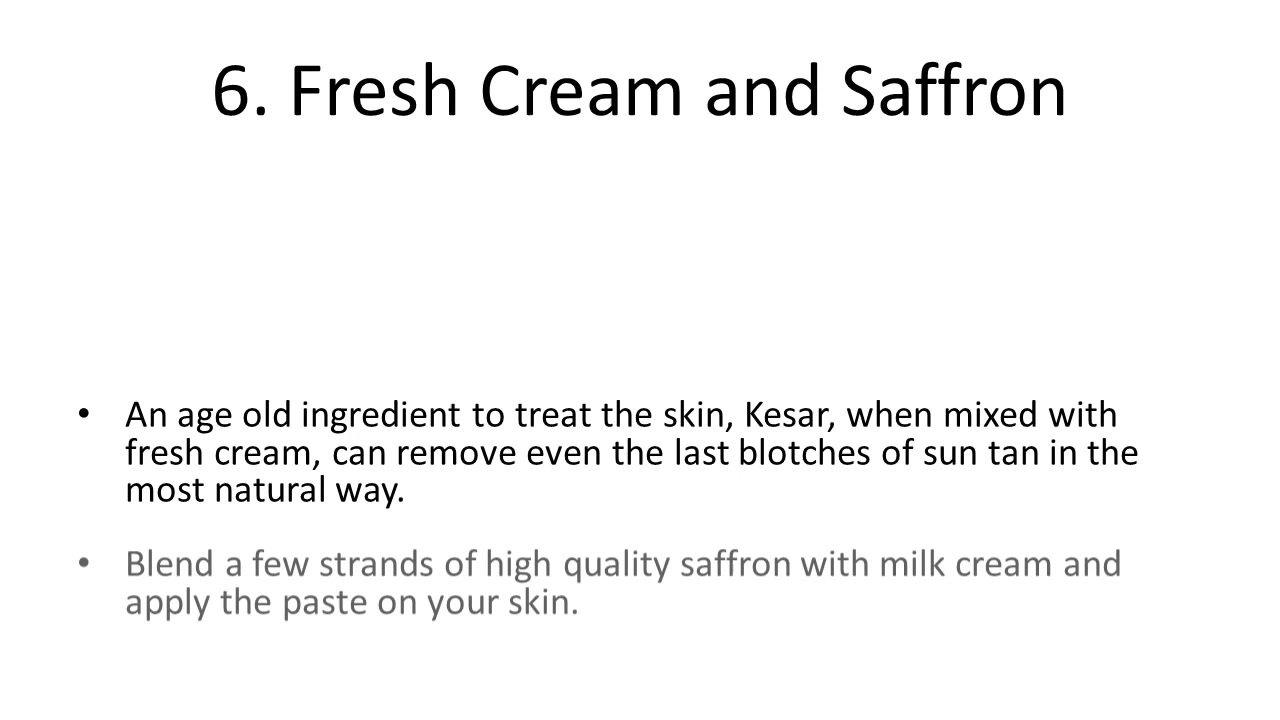 6. Fresh Cream and Saffron
• An age old ingredient to treat the skin, Kesar, when mixed with
fresh cream, can remove even the last blotches of sun tan in the
most natural way.
• Blend a few strands of high quality saffron with milk cream and
apply the paste on your skin.